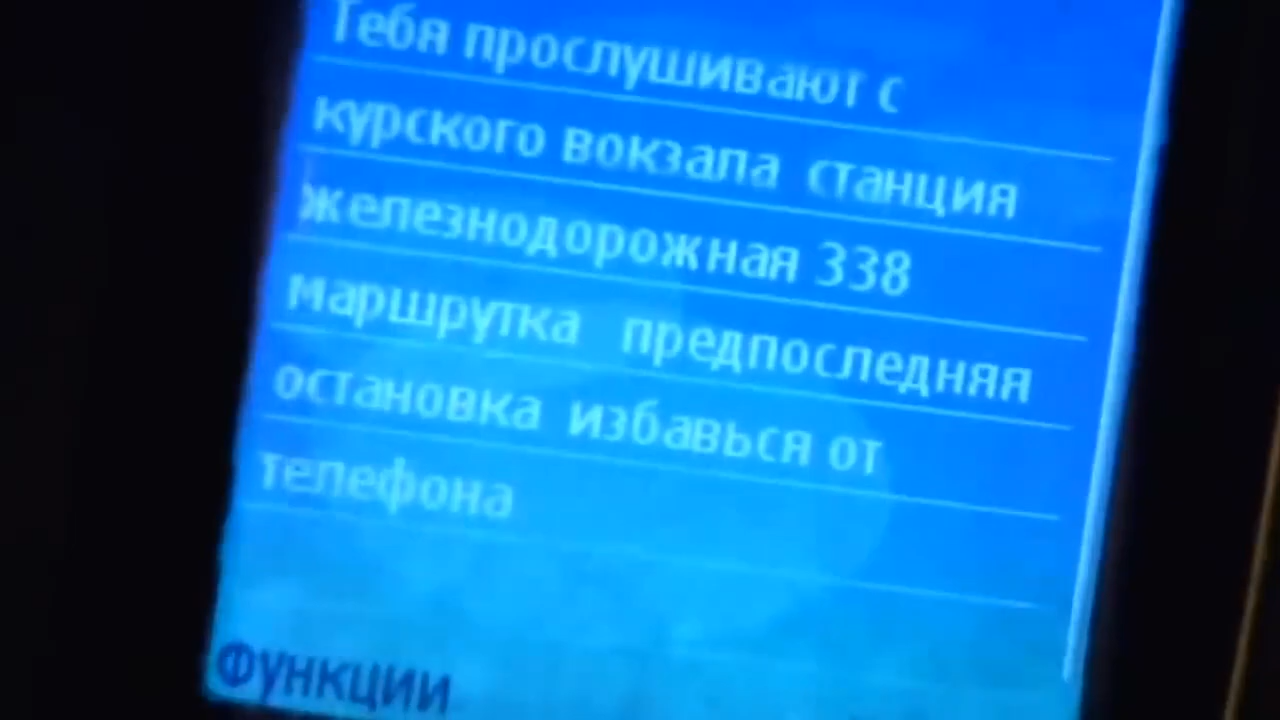 Тебя прослушивают с
курского вокзала станция
железнодорожная 338
маршрутка предпоследняя
остановка избавься от
телефона
Функции